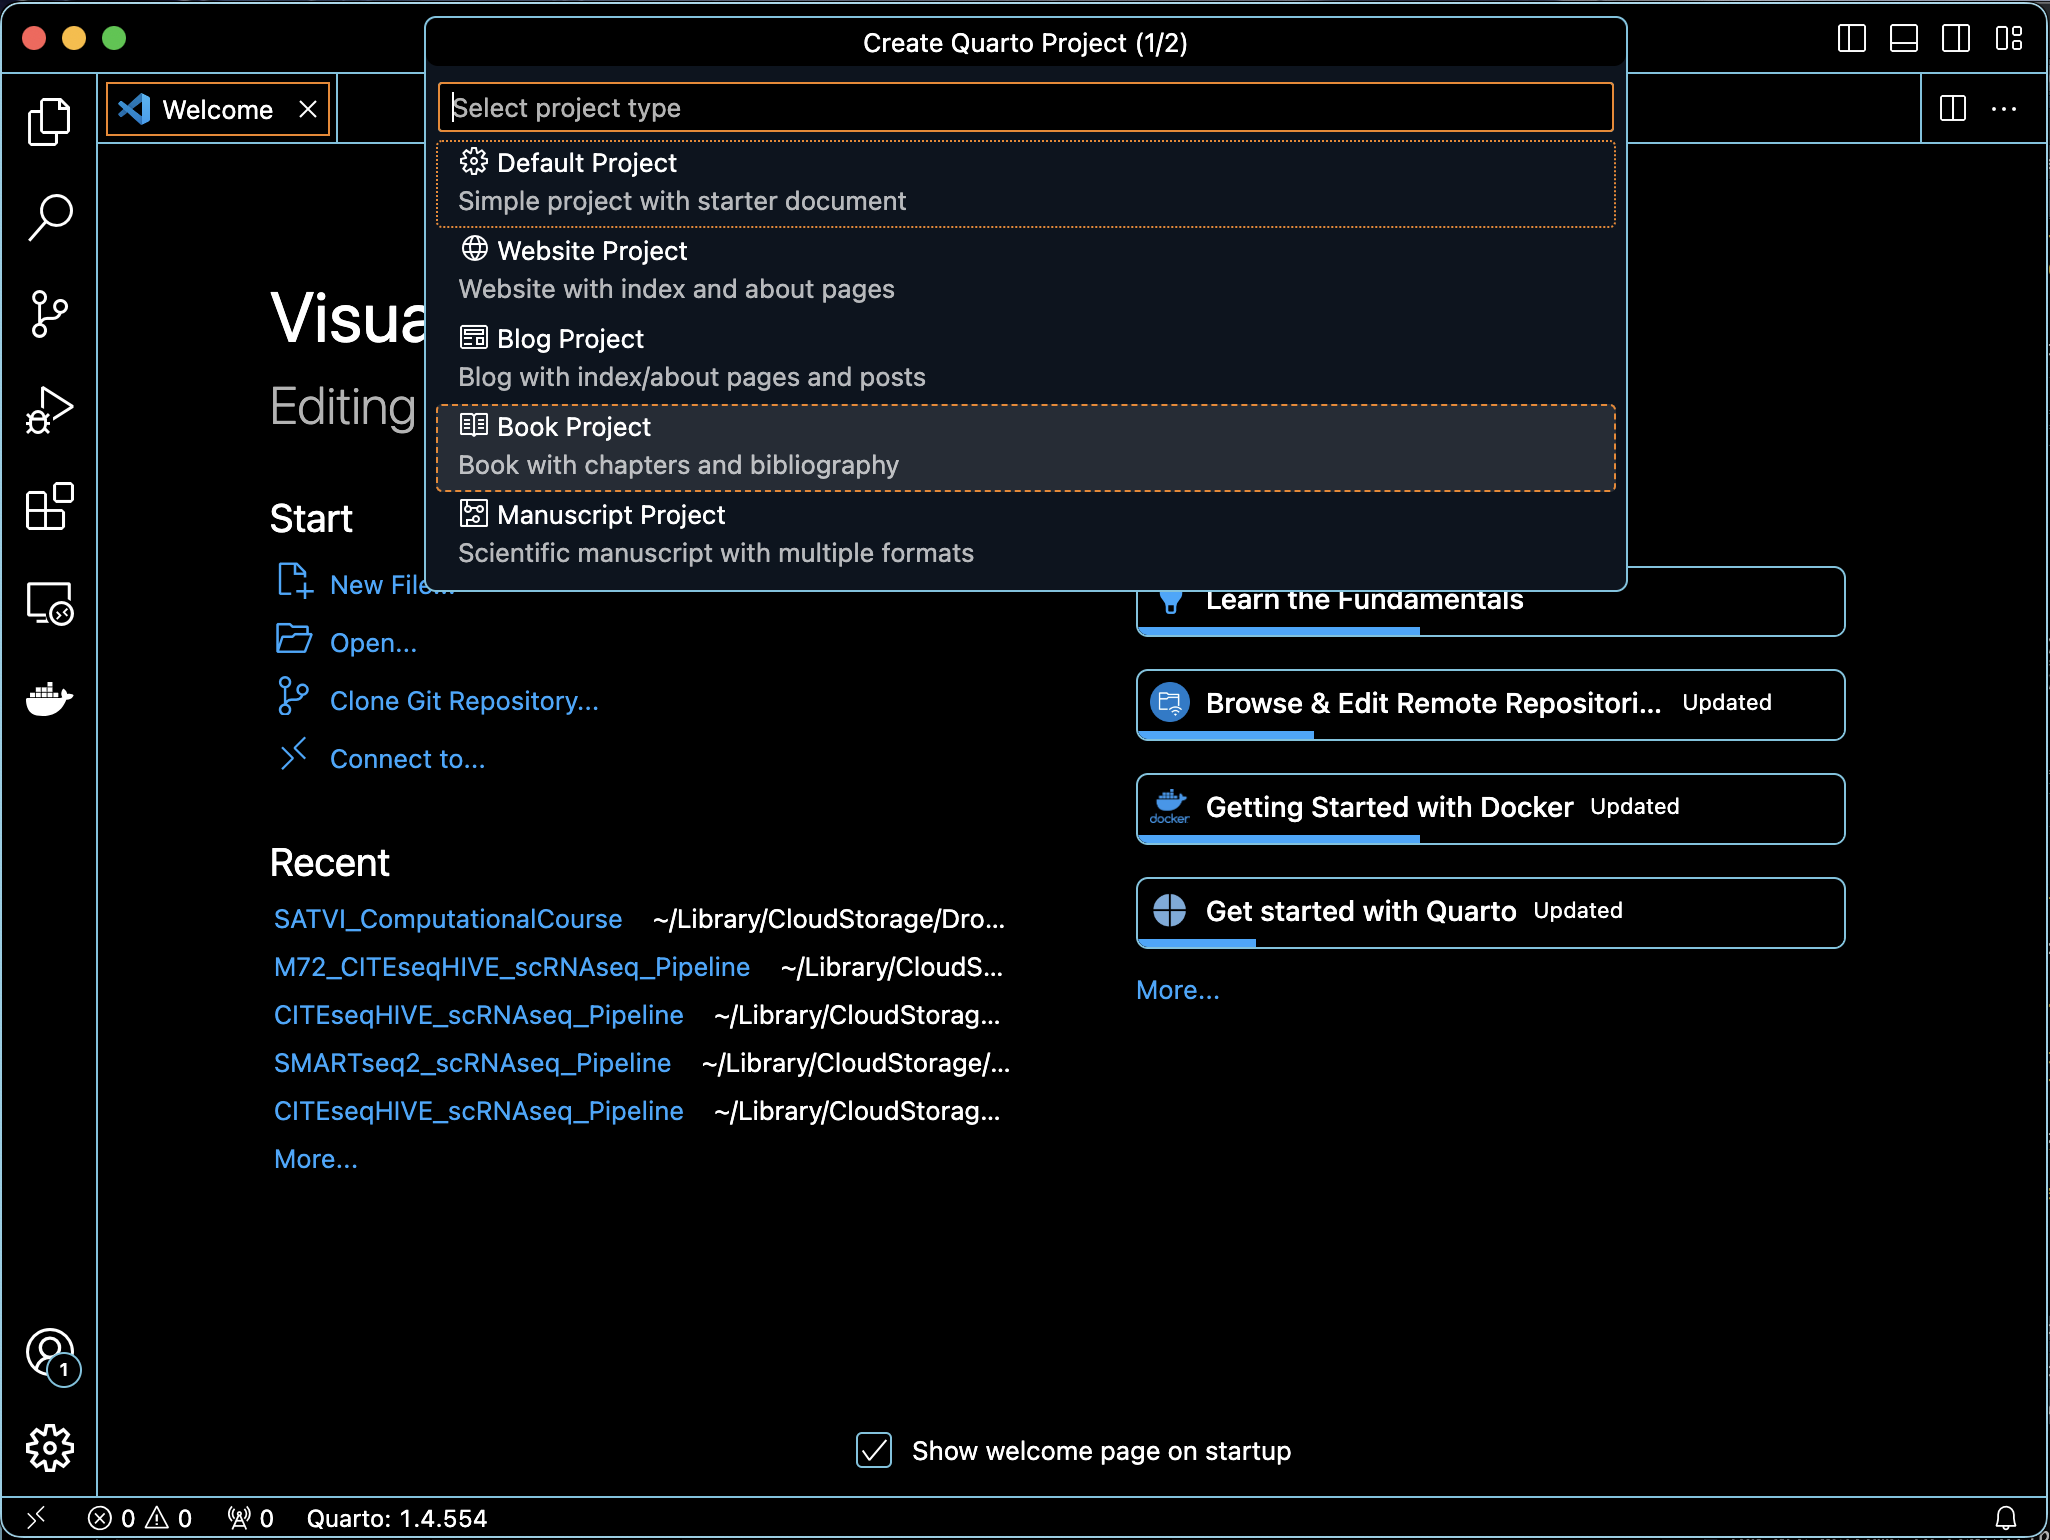 Create Quarto Project (1/2)
Welcome
Select project type
Default Project
Simple project with starter document
Website Project
Website with index and about pages
Blog Project
Blog with index/about pages and posts
Book Project
Book with chapters and bibliography
Manuscript Project
Scientific manuscript with multiple formats
Visua
Editing
Start
New File...
Open...
Clone Git Repository...
Connect to...
Recent
SATVI_ComputationalCourse ~/Library/CloudStorage/Dro...
M72_CITEseqHIVE_scRNAseq_Pipeline ~/Library/CloudS...
CITEseqHIVE_scRNAseq_Pipeline ~/Library/CloudStorag...
SMARTseq2_scRNAseq_Pipeline ~/Library/CloudStorage/...
CITEseqHIVE_scRNAseq_Pipeline ~/Library/CloudStorag...
More...
Learn the Fundamentals
Browse & Edit Remote Repositori... Updated
docker
Getting Started with Docker Updated
Get started with Quarto Updated
More...
1
Show welcome page on startup
0 0 0 Quarto: 1.4.554